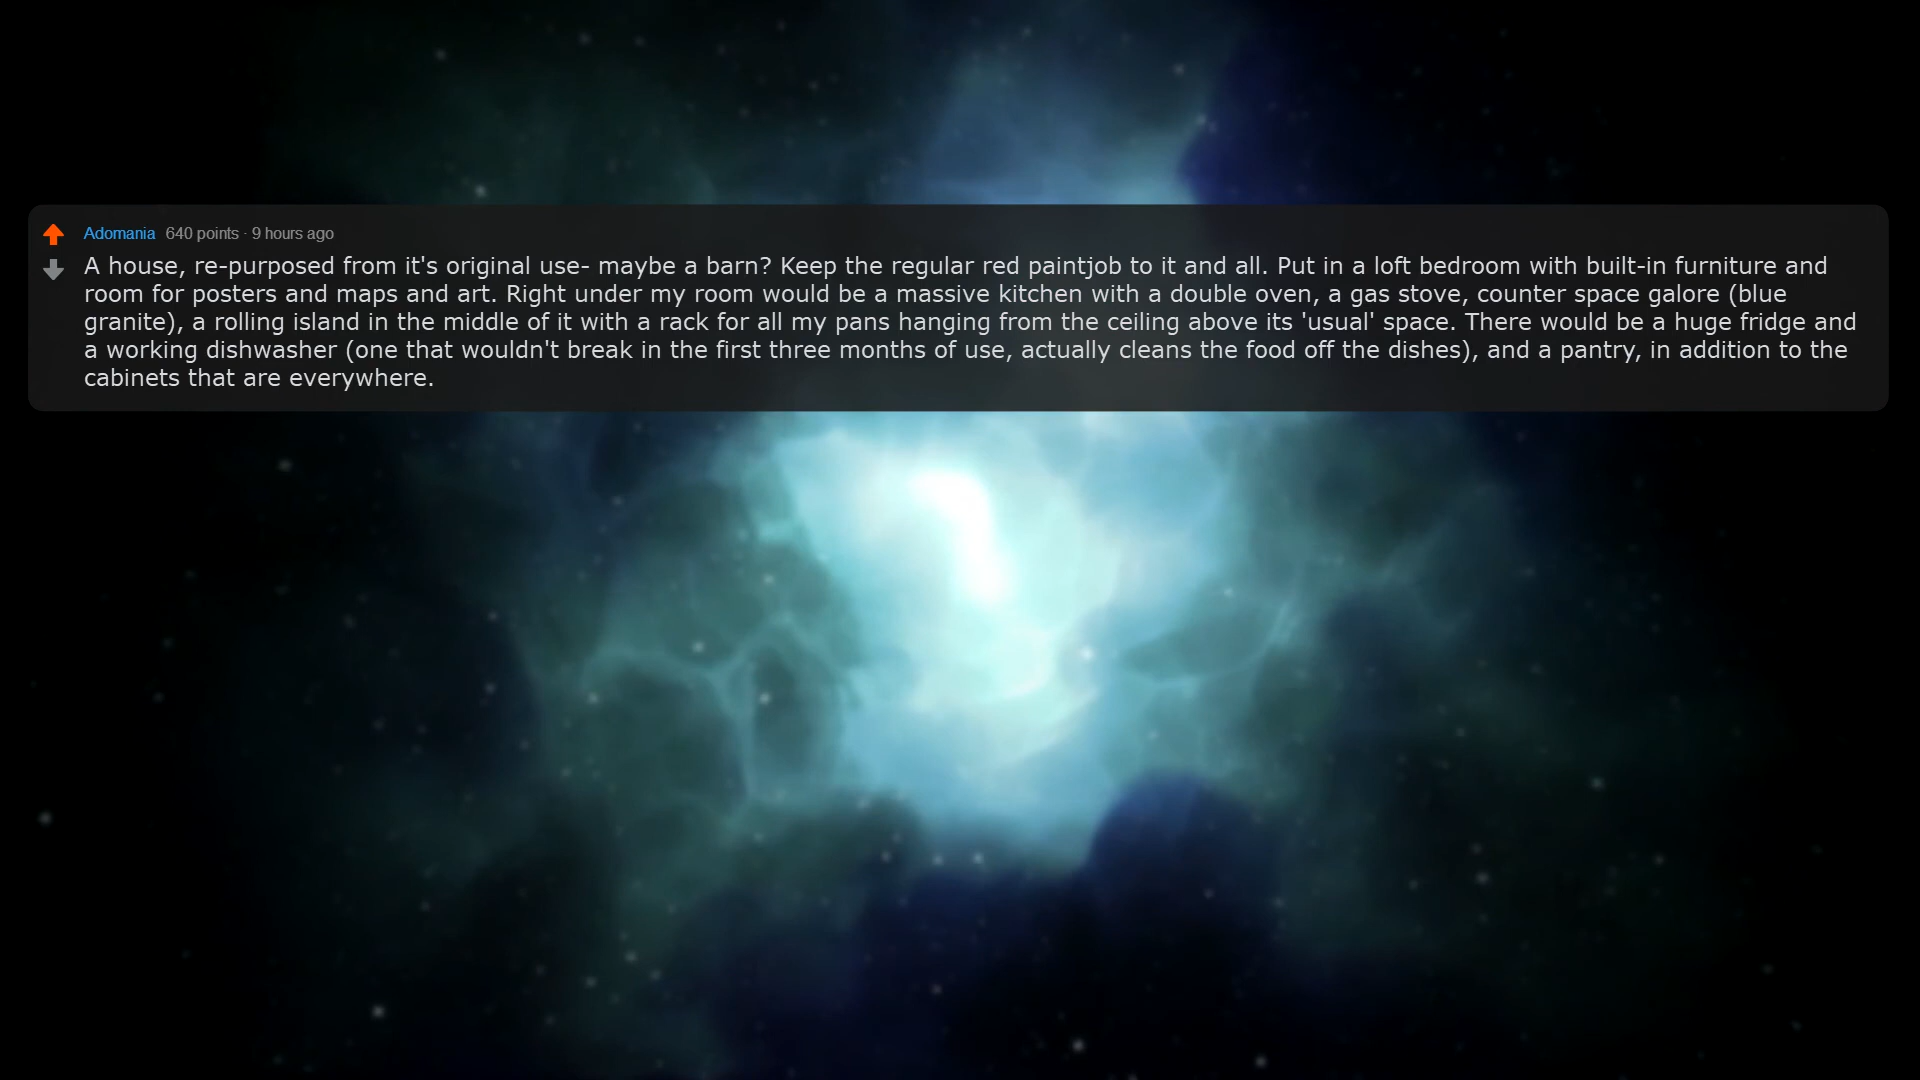 Adomania 640 points · 9 hours ago
A house, re-purposed from it's original use- maybe a barn? Keep the regular red paintjob to it and all. Put in a loft bedroom with built-in furniture and
room for posters and maps and art. Right under my room would be a massive kitchen with a double oven, a gas stove, counter space galore (blue
granite), a rolling island in the middle of it with a rack for all my pans hanging from the ceiling above its 'usual' space. There would be a huge fridge and
a working dishwasher (one that wouldn't break in the first three months of use, actually cleans the food off the dishes), and a pantry, in addition to the
cabinets that are everywhere.